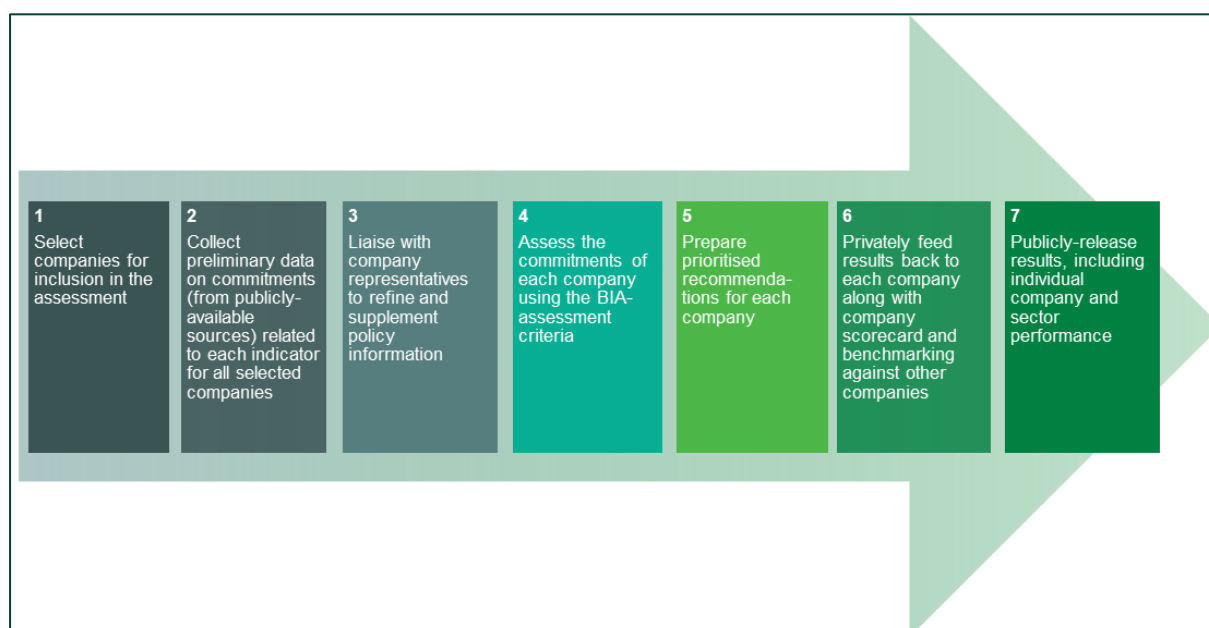 1
Select
companies for
inclusion in the
assessment
2
Collect
preliminary data
on commitments
(from publicly-
available
sources) related
to each indicator
for all selected
companies
3
Liaise with
company
representatives
to refine and
supplement
policy
inforrmation
4
Assess the
commitments of
each company
using the BIA-
assessment
criteria
5
Prepare
prioritised
recommenda-
tions for each
company
6
Privately feed
results back to
each company
along with
company
scorecard and
benchmarking
against other
companies
7
Publicly-release
results, including
individual
company and
sector
performance